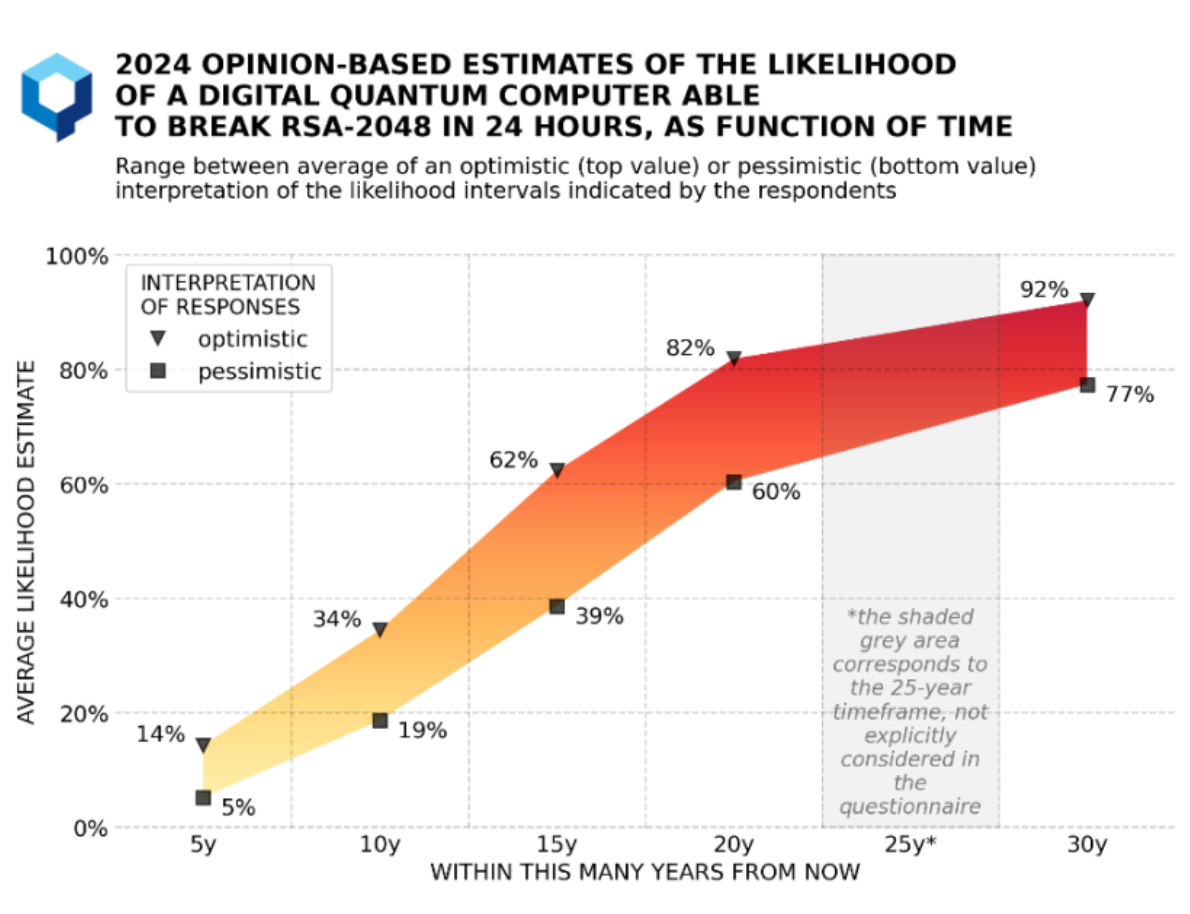 2024 OPINION-BASED ESTIMATES OF THE LIKELIHOOD
OF A DIGITAL QUANTUM COMPUTER ABLE
TO BREAK RSA-2048 IN 24 HOURS, AS FUNCTION OF TIME
Range between average of an optimistic (top value) or pessimistic (bottom value)
interpretation of the likelihood intervals indicated by the respondents
AVERAGE LIKELIHOOD ESTIMATE
100%
80%
60%
40%
20%
0%
INTERPRETATION
OF RESPONSES
optimistic
pessimistic
14%
5%
34%
19%
62%
39%
82%
60%
92%
77%
*the shaded
grey area
corresponds to
the 25-year
timeframe, not
explicitly
considered in
the
questionnaire
5y
10y
15y
20y
25y*
30y
WITHIN THIS MANY YEARS FROM NOW